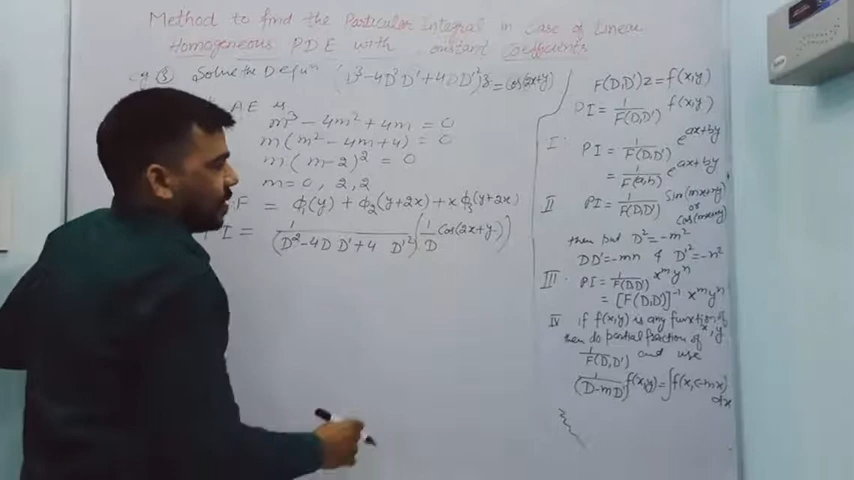 Method to find the Particular Integral in case of Linear
Homogeneous PDE with constant Coefficients
eg ③ Solve the D eqn (D³-4D²D'+4DD'²)z = cos(2x+y)
AE is
m³ - 4m² + 4m = 0
m(m² - 4m + 4) = 0
m(m-2)² = 0
m = 0, 2, 2
F = ϕ₁(y) + ϕ₂(y+2x) + xϕ₃(y+2x)
I = 1/(D²-4DD'+4 D'²) [1/D cos(2x+y)]
F(D,D')z = f(x,y)
PI = 1/F(D,D') f(x,y)
I PI = 1/F(D,D') e^(ax+by)
= 1/F(a,b) e^(ax+by)
II PI = 1/F(D,D') sin(mx+ny) or cos(mx+ny)
then put D² = -m²
DD' = -mn & D'² = -n²
III PI = 1/F(D,D') x^m y^n
= [F(D,D')]⁻¹ x^m y^n
IV if f(x,y) is any function of x, y
then do partial fraction of
1/F(D,D') and use
1/(D-mD') f(x,y) = ∫f(x,c-mx) dx